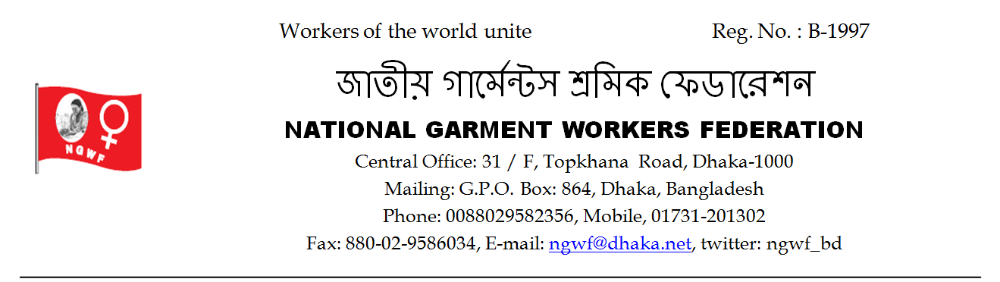 Workers of the world unite Reg. No. : B-1997
জাতীয় গার্মেন্টস শ্রমিক ফেডারেশন
NGWF
NATIONAL GARMENT WORKERS FEDERATION
Central Office: 31 / F, Topkhana Road, Dhaka-1000
Mailing: G.P.O. Box: 864, Dhaka, Bangladesh
Phone: 0088029582356, Mobile, 01731-201302
Fax: 880-02-9586034, E-mail: ngwf@dhaka.net, twitter: ngwf_bd